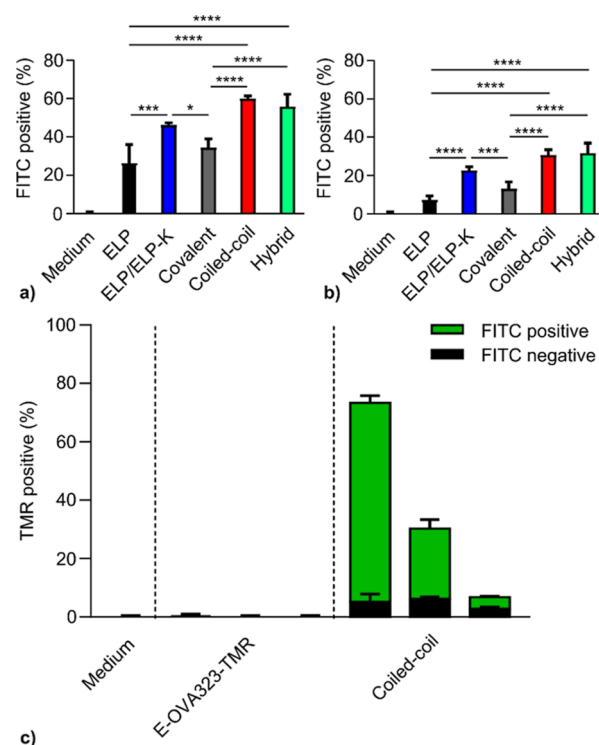 ****
****
****
***
*
****
FITC positive (%)
80
60
40
20
0
Medium
ELP
ELP/ELP-K
Covalent
Coiled-coil
Hybrid
a)
****
****
****
****
***
****
FITC positive (%)
80
60
40
20
0
Medium
ELP
ELP/ELP-K
Covalent
Coiled-coil
Hybrid
b)
FITC positive
FITC negative
TMR positive (%)
100
80
60
40
20
0
Medium
E-OVA323-TMR
Coiled-coil
c)